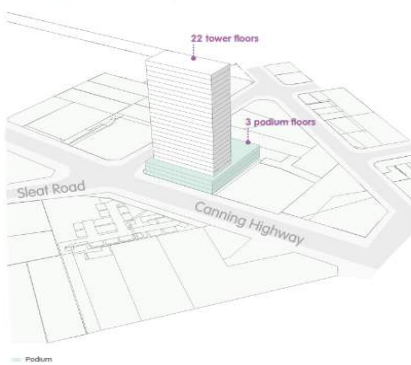 22 tower floors
3 podium floors
Sleat Road
Canning Highway
Podium